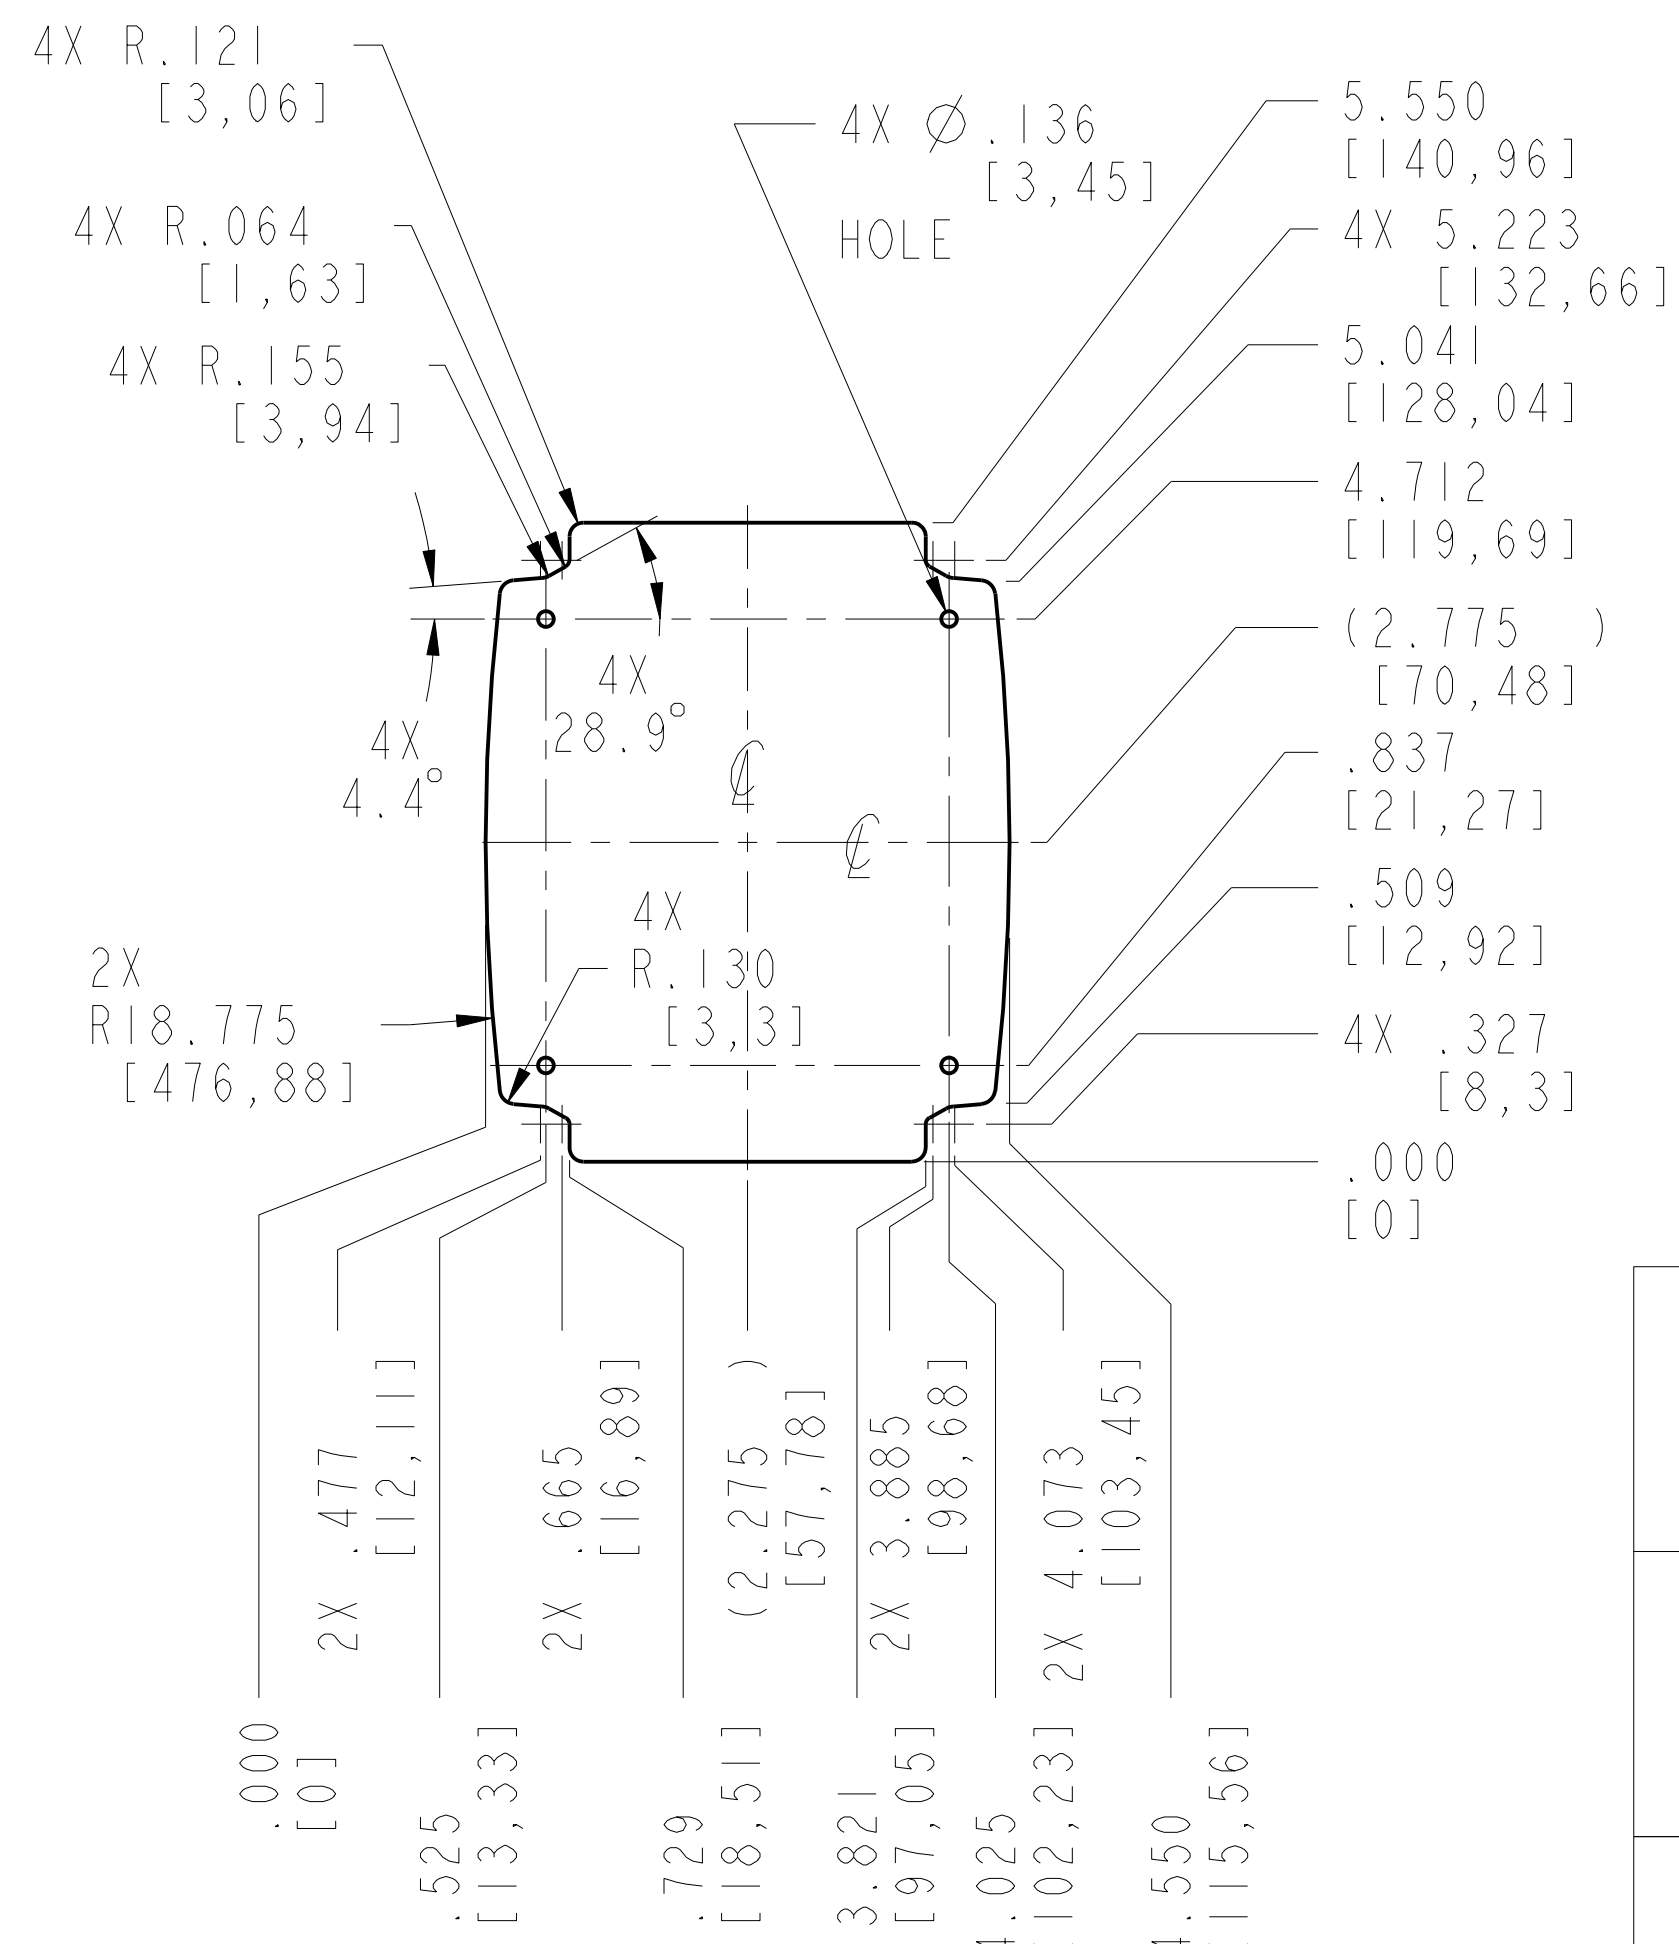 4X R.121
[3,06]
4X R.064
[1,63]
4X R.155
[3,94]
4X Ø.136
[3,45]
HOLE
5.550
[140,96]
4X 5.223
[132,66]
5.041
[128,04]
4.712
[119,69]
(2.775 )
[70,48]
.837
[21,27]
.509
[12,92]
4X .327
[8,3]
.000
[0]
4X
28.9°
4X
4.4°
℄
℄
4X
R.130
[3,3]
2X
R18.775
[476,88]
2X .477
[12,11]
2X .665
[16,89]
(2.275 )
[57,78]
2X 3.885
[98,68]
2X 4.073
[103,45]
.000
[0]
.525
[13,33]
.729
[18,51]
3.821
[97,05]
4.025
102,23]
4.550
115,56]